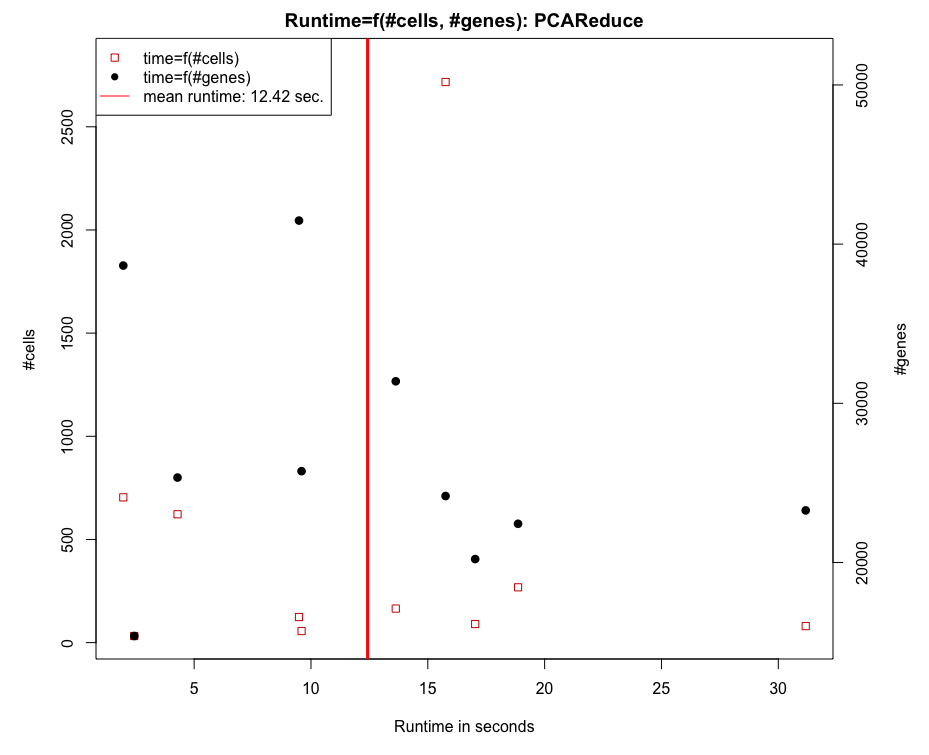 Runtime=f(#cells, #genes): PCAReduce
time=f(#cells)
time=f(#genes)
mean runtime: 12.42 sec.
#cells
0
500
1000
1500
2000
2500
#genes
20000
30000
40000
50000
5
10
15
20
25
30
Runtime in seconds